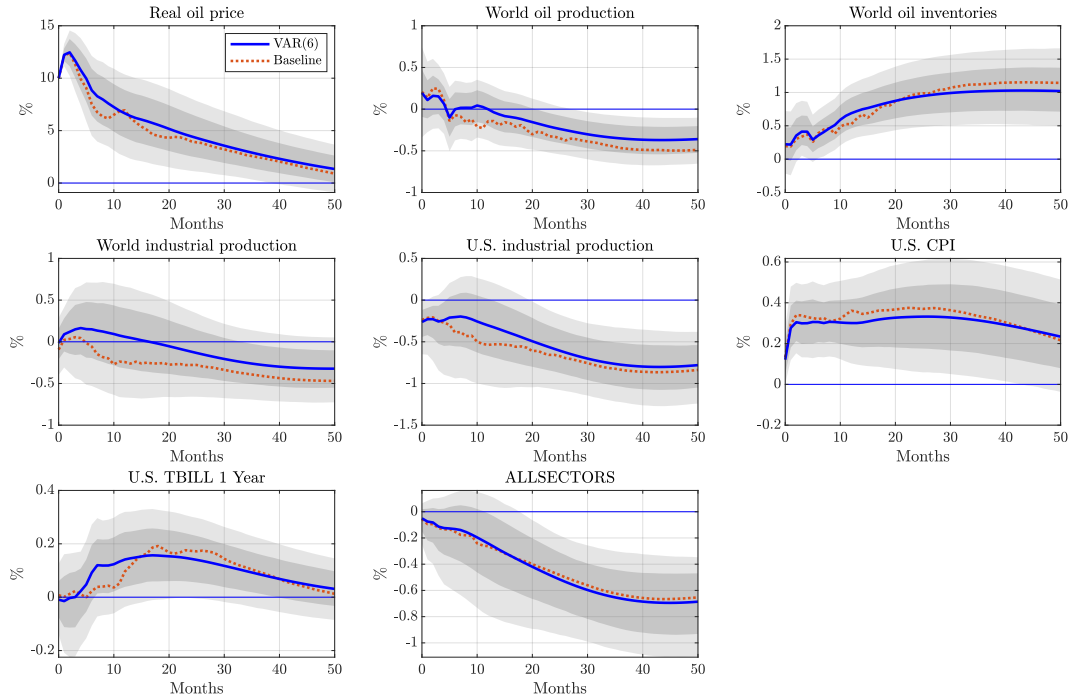 Real oil price
World oil production
World oil inventories
15
10
5
0
%
VAR(6)
Baseline
0 10 20 30 40 50
Months
1
0.5
0
-0.5
-1
%
0 10 20 30 40 50
Months
2
1.5
1
0.5
0
-0.5
%
0 10 20 30 40 50
Months
World industrial production
U.S. industrial production
U.S. CPI
1
0.5
0
-0.5
-1
%
0 10 20 30 40 50
Months
0
-0.5
-1
-1.5
%
0 10 20 30 40 50
Months
0.6
0.4
0.2
0
-0.2
%
0 10 20 30 40 50
Months
U.S. TBILL 1 Year
ALLSECTORS
0.4
0.2
0
-0.2
%
0 10 20 30 40 50
Months
0
-0.2
-0.4
-0.6
-0.8
-1
%
0 10 20 30 40 50
Months